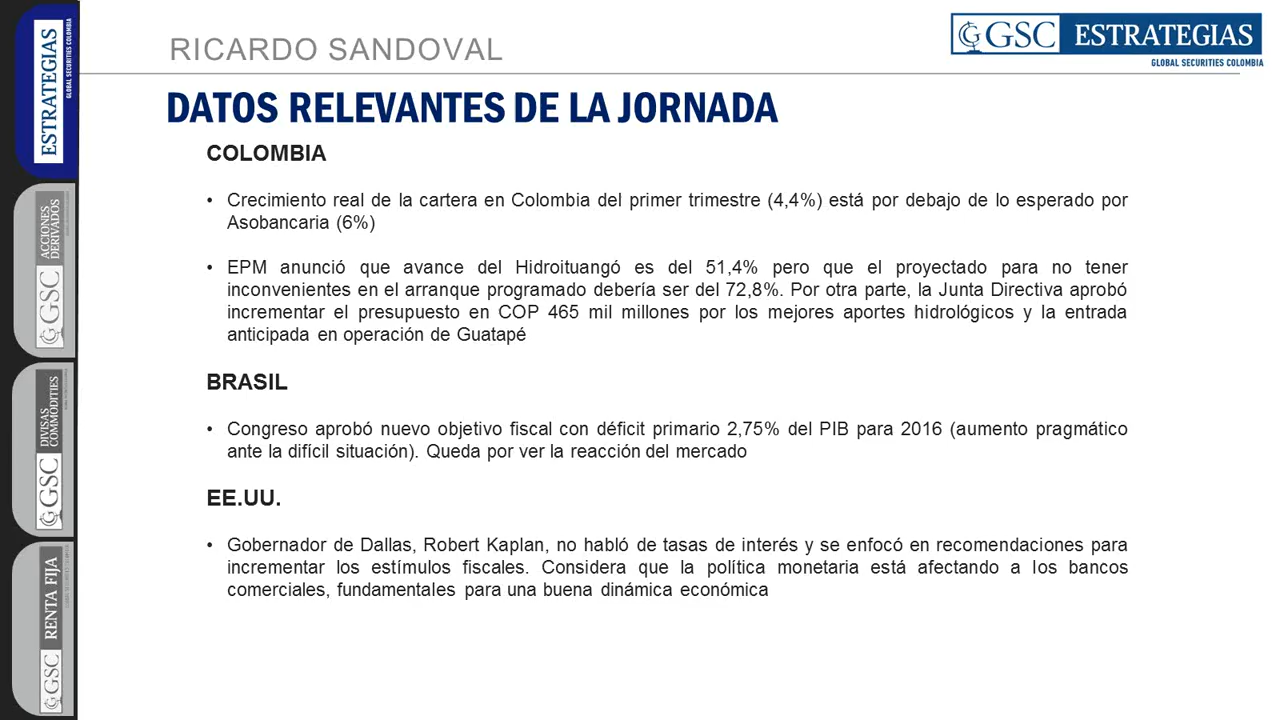 RICARDO SANDOVAL
GSC ESTRATEGIAS
GLOBAL SECURITIES COLOMBIA
DATOS RELEVANTES DE LA JORNADA
COLOMBIA
• Crecimiento real de la cartera en Colombia del primer trimestre (4,4%) está por debajo de lo esperado por
Asobancaria (6%)
• EPM anunció que avance del Hidroituangó es del 51,4% pero que el proyectado para no tener
inconvenientes en el arranque programado debería ser del 72,8%. Por otra parte, la Junta Directiva aprobó
incrementar el presupuesto en COP 465 mil millones por los mejores aportes hidrológicos y la entrada
anticipada en operación de Guatapé
BRASIL
• Congreso aprobó nuevo objetivo fiscal con déficit primario 2,75% del PIB para 2016 (aumento pragmático
ante la difícil situación). Queda por ver la reacción del mercado
EE.UU.
• Gobernador de Dallas, Robert Kaplan, no habló de tasas de interés y se enfocó en recomendaciones para
incrementar los estímulos fiscales. Considera que la política monetaria está afectando a los bancos
comerciales, fundamentales para una buena dinámica económica
ESTRATEGIAS
GLOBAL SECURITIES COLOMBIA
GSC ACCIONES
DERIVADOS
GSC DIVISAS
COMMODITIES
GSC RENTA FIJA